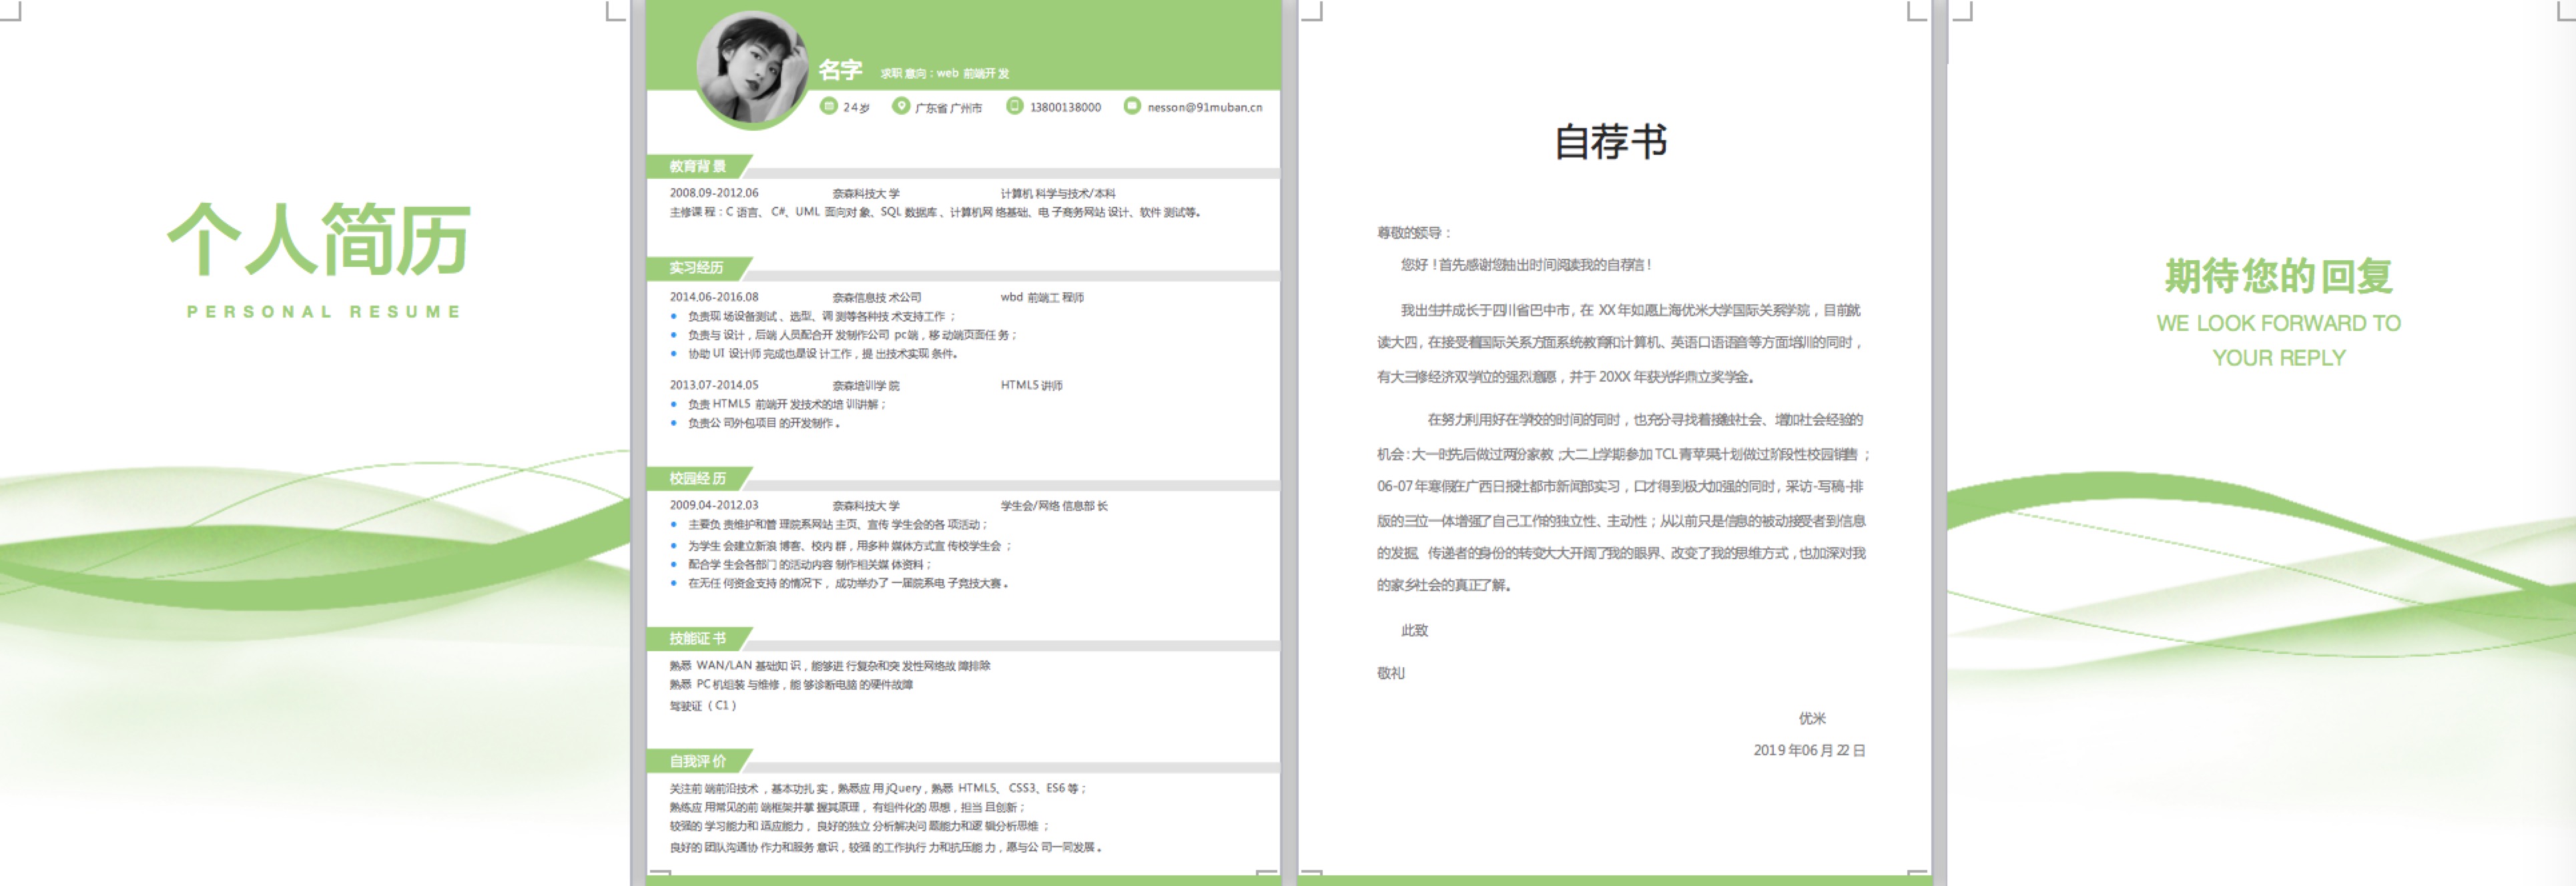 个人简历
PERSONAL RESUME
名字 求职意向：web 前端开发
24岁 广东省广州市 13800138000 nesson@91muban.cn
教育背景
2008.09-2012.06 奈森科技大学 计算机科学与技术/本科
主修课程：C 语言、C#、UML 面向对象、SQL 数据库、计算机网络基础、电子商务网站设计、软件测试等。
实习经历
2014.06-2016.08 奈森信息技术公司 wbd 前端工程师
负责现场设备测试、选型、调测等各种技术支持工作；
负责与设计，后端人员配合开发制作公司 pc端，移动端页面任务；
协助 UI 设计师完成也是设计工作，提出技术实现条件。
2013.07-2014.05 奈森培训学院 HTML5 讲师
负责 HTML5 前端开发技术的培训讲解；
负责公司外包项目的开发制作。
校园经历
2009.04-2012.03 奈森科技大学 学生会/网络信息部长
主要负责维护和管理院系网站主页、宣传学生会的各项活动；
为学生会建立新浪博客、校内群，用多种媒体方式宣传校学生会；
配合学生会各部门的活动内容制作相关媒体资料；
在无任何资金支持的情况下，成功举办了一届院系电子竞技大赛。
技能证书
熟悉 WAN/LAN 基础知识，能够进行复杂和突发性网络故障排除
熟悉 PC 机组装与维修，能够诊断电脑的硬件故障
驾驶证（C1）
自我评价
关注前端前沿技术，基本功扎实，熟悉应用 jQuery，熟悉 HTML5、CSS3、ES6 等；
熟练应用常见的前端框架并掌握其原理，有组件化的思想，担当且创新；
较强的学习能力和适应能力，良好的独立分析解决问题能力和逻辑分析思维；
良好的团队沟通协作力和服务意识，较强的工作执行力和抗压能力，愿与公司一同发展。
自荐书
尊敬的领导：
您好！首先感谢您抽出时间阅读我的自荐信！
我出生并成长于四川省巴中市，在 XX 年如愿上海优米大学国际关系学院，目前就
读大四，在接受着国际关系方面系统教育和计算机、英语口语语音等方面培训的同时，
有大三修经济双学位的强烈意愿，并于 20XX 年获光华鼎立奖学金。
在努力利用好在学校的时间的同时，也充分寻找着接触社会、增加社会经验的
机会：大一时先后做过两份家教；大二上学期参加 TCL 青苹果计划做过阶段性校园销售；
06-07 年寒假在广西日报社都市新闻部实习，口才得到极大加强的同时，采访-写稿-排
版的三位一体增强了自己工作的独立性、主动性；从以前只是信息的被动接受者到信息
的发掘、传递者的身份的转变大大开阔了我的眼界、改变了我的思维方式，也加深对我
的家乡社会的真正了解。
此致
敬礼
优米
2019 年 06 月 22 日
期待您的回复
WE LOOK FORWARD TO
YOUR REPLY